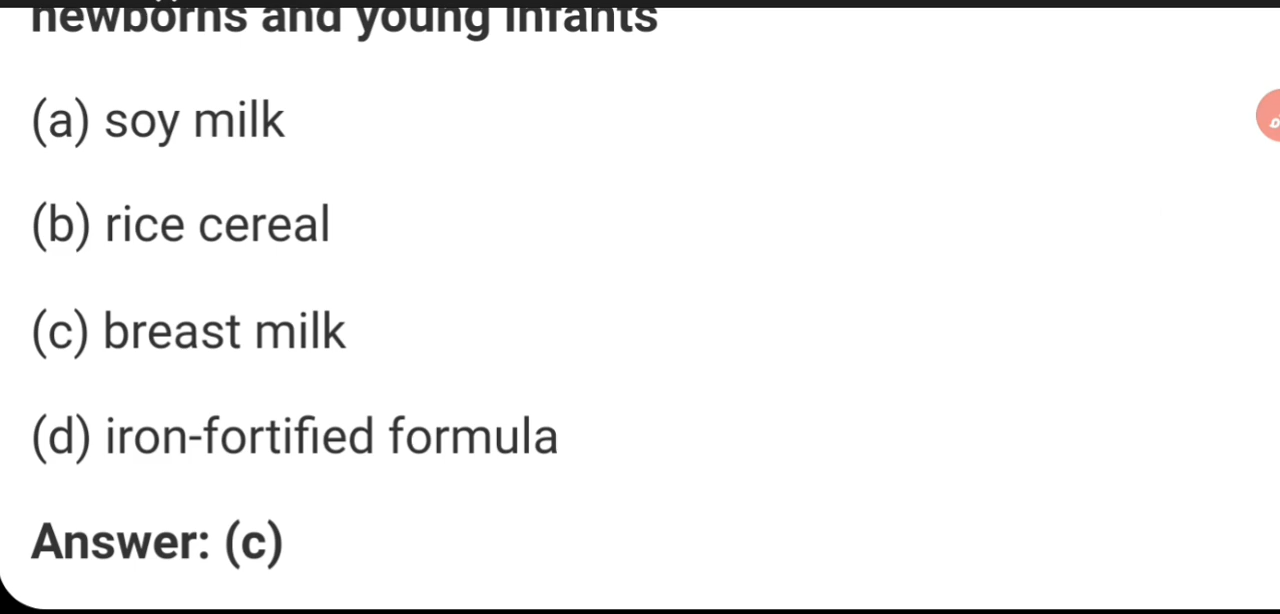 newborns and young infants
(a) soy milk
(b) rice cereal
(c) breast milk
(d) iron-fortified formula
Answer: (c)